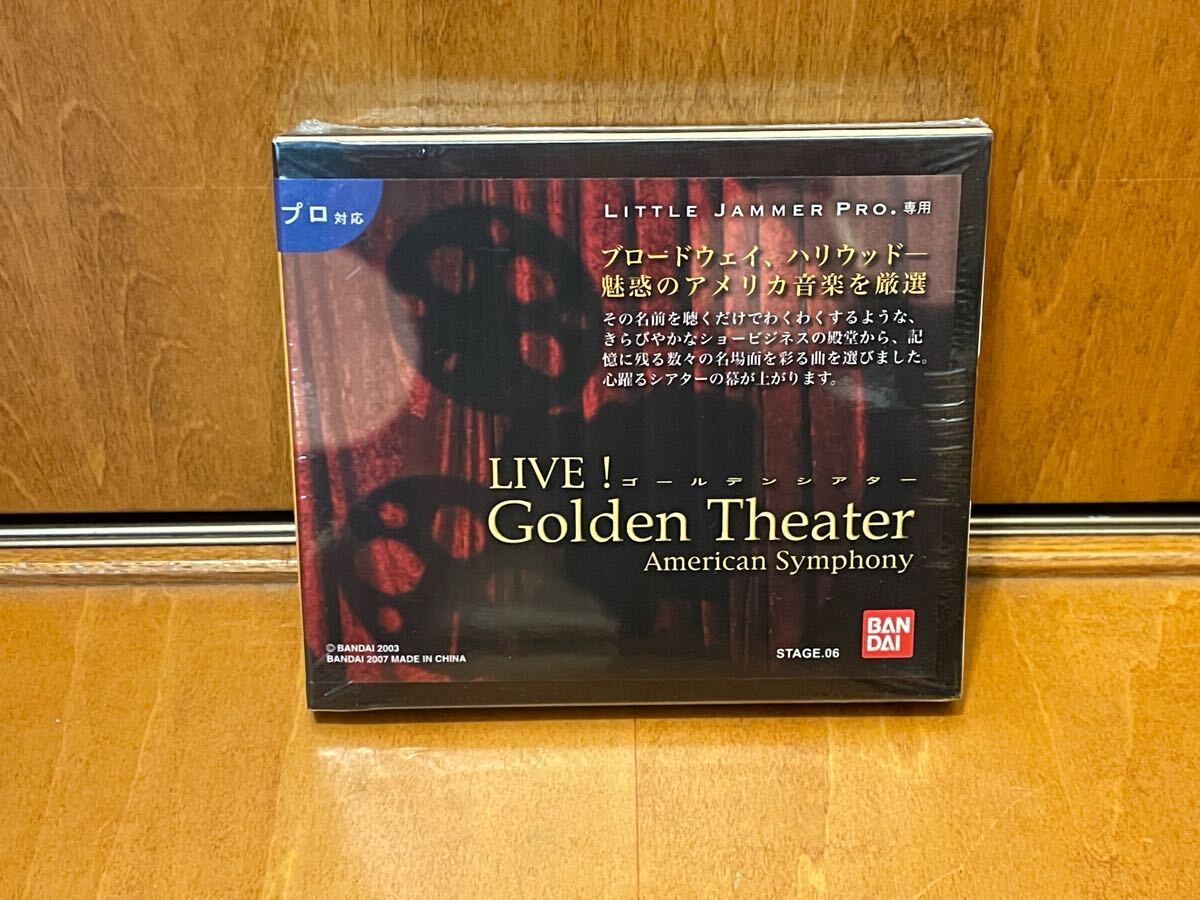 プロ 対応
LITTLE JAMMER PRO. 専用
ブロードウェイ、ハリウッド—
魅惑のアメリカ音楽を厳選
その名前を聴くだけでわくわくするような、
きらびやかなショービジネスの殿堂から、記
憶に残る数々の名場面を彩る曲を選びました。
心躍るシアターの幕が上がります。
LIVE ! ゴールデンシアター
Golden Theater
American Symphony
© BANDAI 2003
BANDAI 2007 MADE IN CHINA
STAGE.06
BAN
DAI